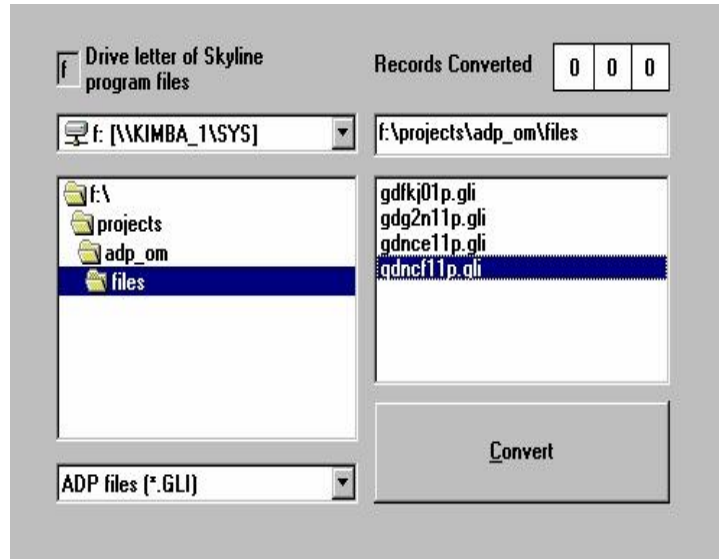 f
Drive letter of Skyline
program files
Records Converted 0 0 0
f: [\\KIMBA_1\SYS]
f:\projects\adp_om\files
f:\
projects
adp_om
files
gdfkj01p.gli
gdg2n11p.gli
gdnce11p.gli
gdncf11p.gli
Convert
ADP files (*.GLI)